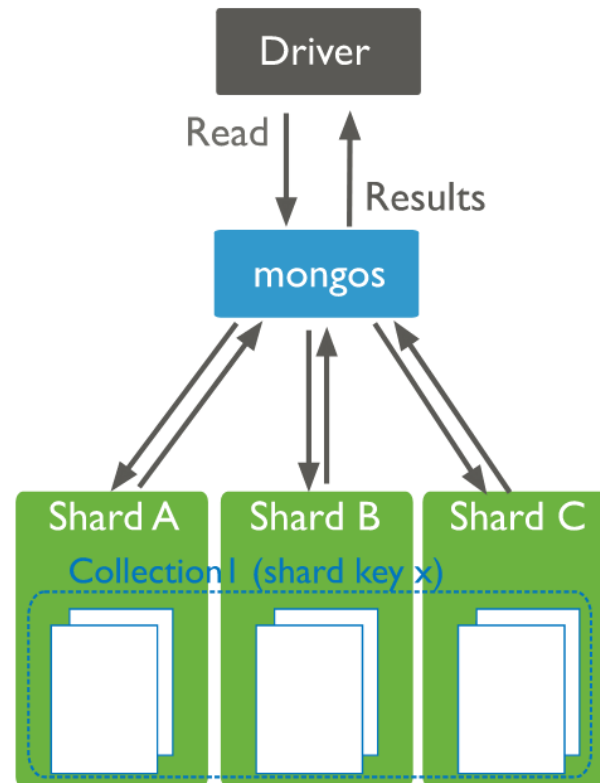 Driver
Read
Results
mongos
Shard A
Shard B
Shard C
Collection1 (shard key x)